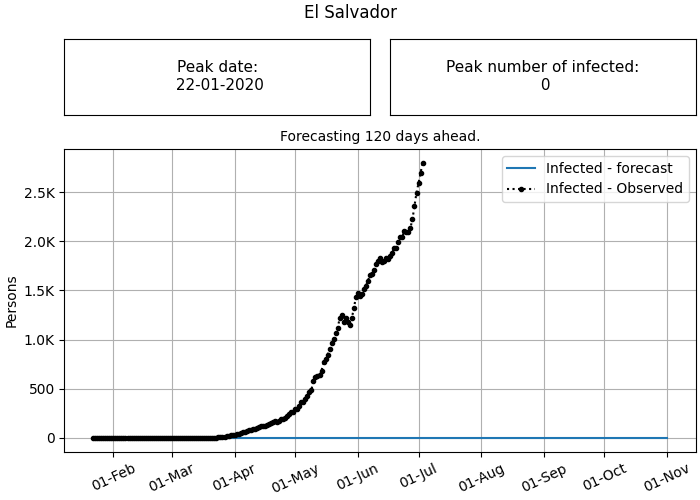 El Salvador
Peak date:
22-01-2020
Peak number of infected:
0
Forecasting 120 days ahead.
Infected - forecast
Infected - Observed
2.5K
2.0K
1.5K
1.0K
500
0
Persons
01-Feb
01-Mar
01-Apr
01-May
01-Jun
01-Jul
01-Aug
01-Sep
01-Oct
01-Nov